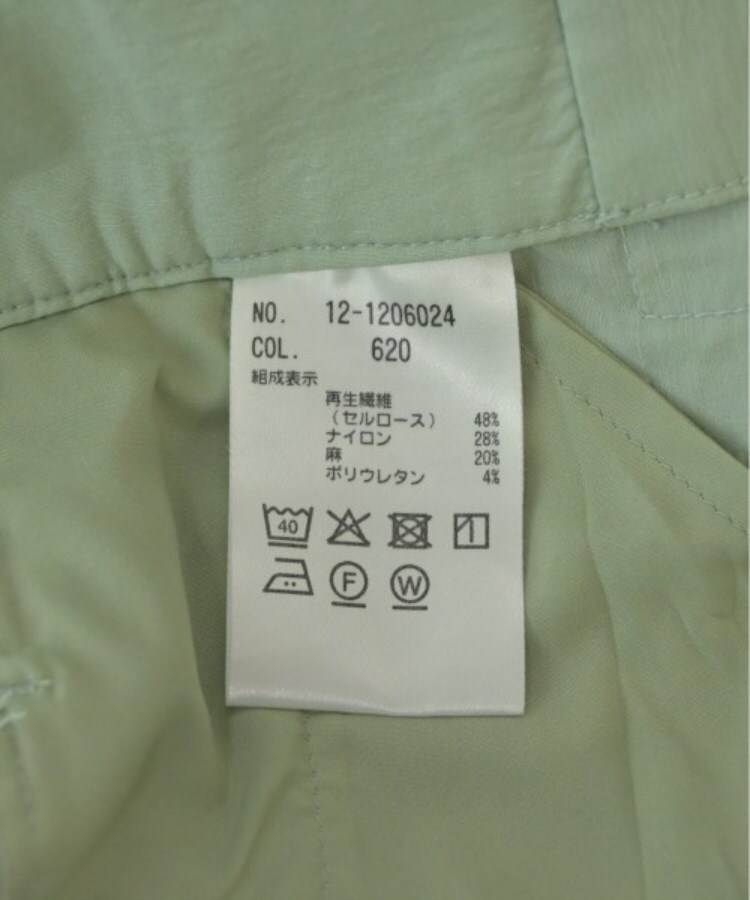 NO. 12-1206024
COL. 620
組成表示
再生繊維
(セルロース) 48%
ナイロン 28%
麻 20%
ポリウレタン 4%
40
F W